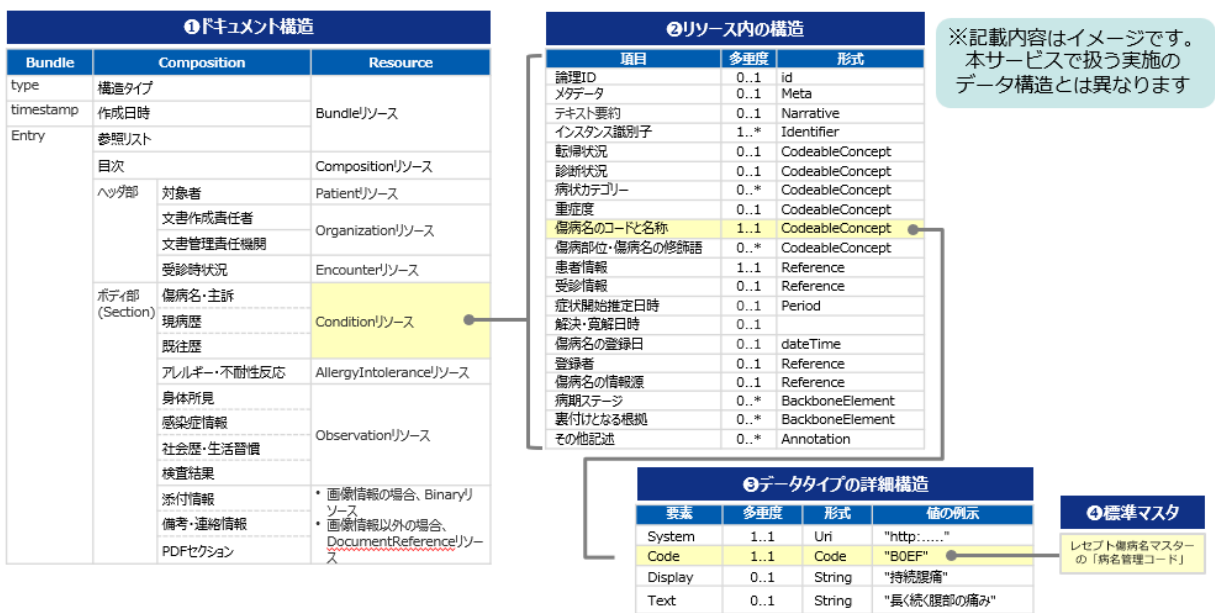 ❶ドキュメント構造
Bundle Composition Resource
type 構造タイプ Bundleリソース
timestamp 作成日時
Entry 参照リスト
目次 Compositionリソース
ヘッダ部 対象者 Patientリソース
文書作成責任者 Organizationリソース
文書管理責任機関
受診時状況 Encounterリソース
ボディ部
(Section)
傷病名・主訴 Conditionリソース
現病歴
既往歴
アレルギー・不耐性反応 AllergyIntoleranceリソース
身体所見 Observationリソース
感染症情報
社会歴・生活習慣
検査結果
添付情報
備考・連絡情報
PDFセクション
• 画像情報の場合、Binaryリ
ソース
• 画像情報以外の場合、
DocumentReferenceリソー
ス
❷リソース内の構造
項目 多重度 形式
論理ID 0..1 id
メタデータ 0..1 Meta
テキスト要約 0..1 Narrative
インスタンス識別子 1..* Identifier
転帰状況 0..1 CodeableConcept
診断状況 0..1 CodeableConcept
病状カテゴリー 0..* CodeableConcept
重症度 0..1 CodeableConcept
傷病名のコードと名称 1..1 CodeableConcept
傷病部位・傷病名の修飾語 0..* CodeableConcept
患者情報 1..1 Reference
受診情報 0..1 Reference
症状開始推定日時 0..1 Period
解決・寛解日時 0..1
傷病名の登録日 0..1 dateTime
登録者 0..1 Reference
傷病名の情報源 0..1 Reference
病期ステージ 0..* BackboneElement
裏付けとなる根拠 0..* BackboneElement
その他記述 0..* Annotation
※記載内容はイメージです。
本サービスで扱う実施の
データ構造とは異なります
❸データタイプの詳細構造
要素 多重度 形式 値の例示
System 1..1 Uri "http:....."
Code 1..1 Code "B0EF"
Display 0..1 String "持続腹痛"
Text 0..1 String "長く続く腹部の痛み"
❹標準マスタ
レセプト傷病名マスター
の「病名管理コード」